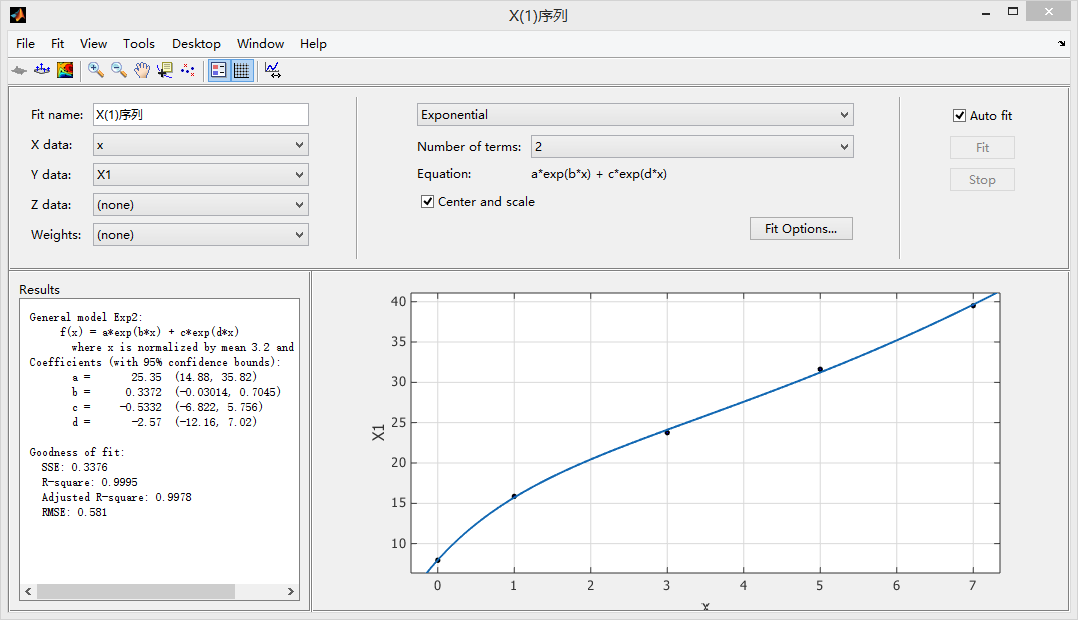 X(1)序列
File Fit View Tools Desktop Window Help
Fit name: X(1)序列
X data: x
Y data: X1
Z data: (none)
Weights: (none)
Exponential
Number of terms: 2
Equation: a*exp(b*x) + c*exp(d*x)
Center and scale
Fit Options...
Auto fit
Fit
Stop
Results
General model Exp2:
f(x) = a*exp(b*x) + c*exp(d*x)
where x is normalized by mean 3.2 and
Coefficients (with 95% confidence bounds):
a = 25.35 (14.88, 35.82)
b = 0.3372 (-0.03014, 0.7045)
c = -0.5332 (-6.822, 5.756)
d = -2.57 (-12.16, 7.02)
Goodness of fit:
SSE: 0.3376
R-square: 0.9995
Adjusted R-square: 0.9978
RMSE: 0.581
X1
40
35
30
25
20
15
10
0 1 2 3 4 5 6 7
x